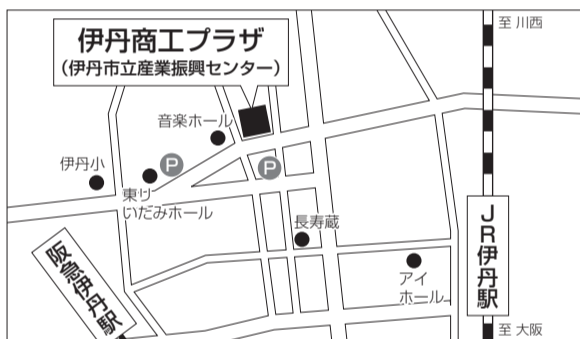 至 川西
伊丹商工プラザ
（伊丹市立産業振興センター）
音楽ホール
伊丹小
P
P
東リ
いたみホール
長寿蔵
JR伊丹駅
阪急伊丹駅
アイ
ホール
至 大阪